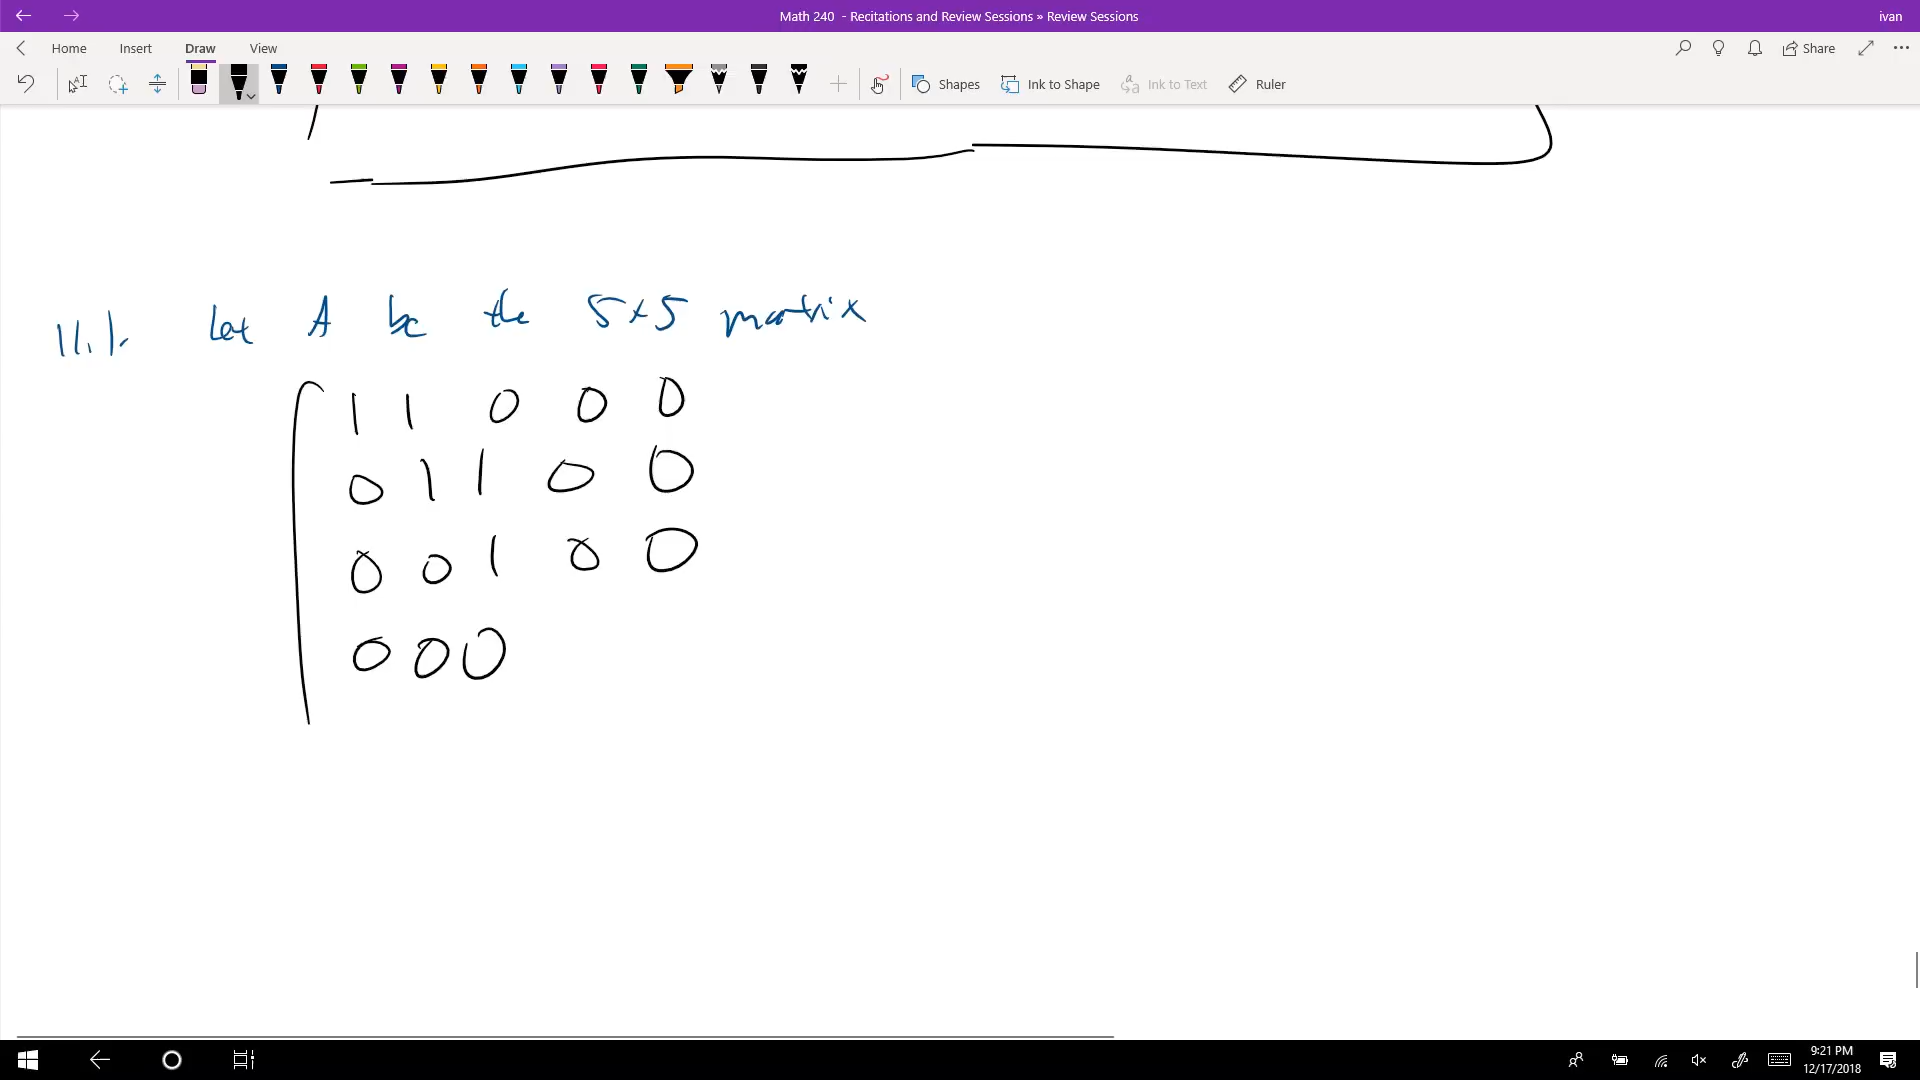 Math 240 - Recitations and Review Sessions » Review Sessions
ivan
Home Insert Draw View
Share
Shapes Ink to Shape Ink to Text Ruler
11.1. Let A be the 5x5 matrix
1 1 0 0 0
0 1 1 0 0
0 0 1 0 0
0 0 0
9:21 PM
12/17/2018